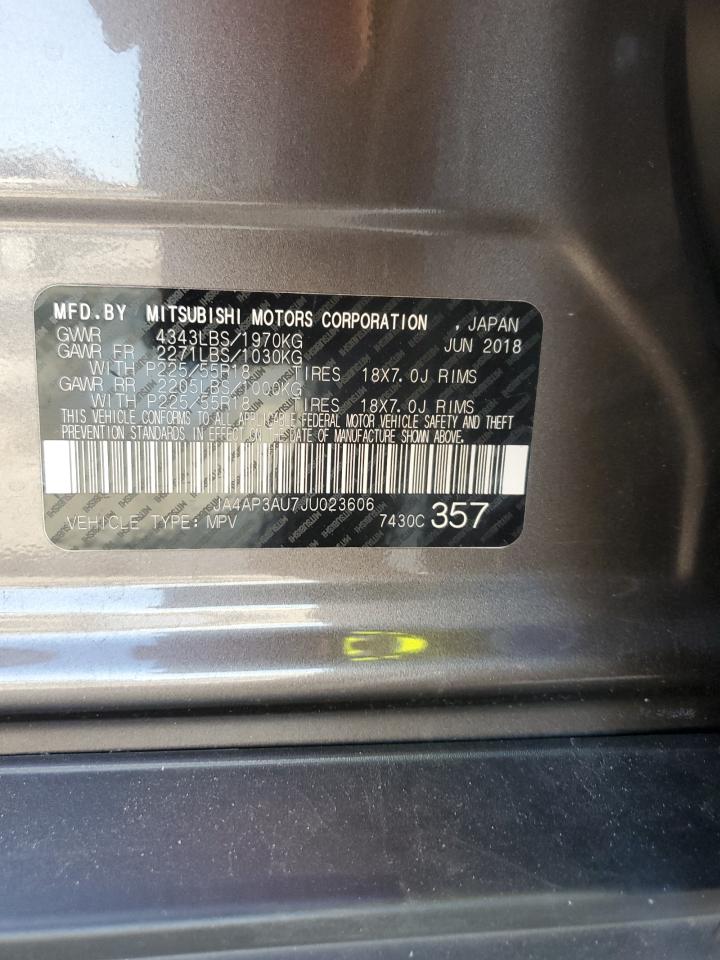 MFD.BY MITSUBISHI MOTORS CORPORATION , JAPAN
GVWR 4343LBS/1970KG JUN 2018
GAWR FR 2271LBS/1030KG
WITH P225/55R18 TIRES 18X7.0J RIMS
GAWR RR 2205LBS/1000KG
WITH P225/55R18 TIRES 18X7.0J RIMS
THIS VEHICLE CONFORMS TO ALL APPLICABLE FEDERAL MOTOR VEHICLE SAFETY AND THEFT
PREVENTION STANDARDS IN EFFECT ON THE DATE OF MANUFACTURE SHOWN ABOVE.
JA4AP3AU7JU023606
VEHICLE TYPE: MPV 7430C 357